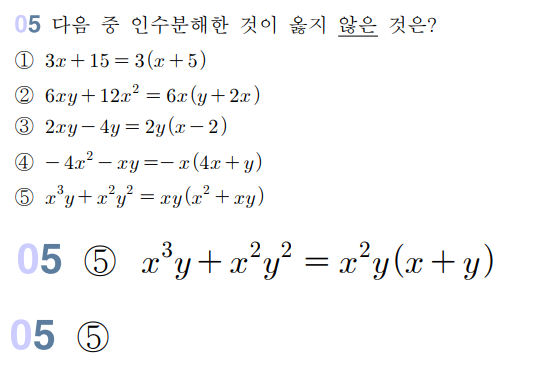 05 다음 중 인수분해한 것이 옳지 않은 것은?
① 3x+15=3(x+5)
② 6xy+12x²=6x(y+2x)
③ 2xy-4y=2y(x-2)
④ -4x²-xy=-x(4x+y)
⑤ x³y+x²y²=xy(x²+xy)
05 ⑤ x³y+x²y²=x²y(x+y)
05 ⑤